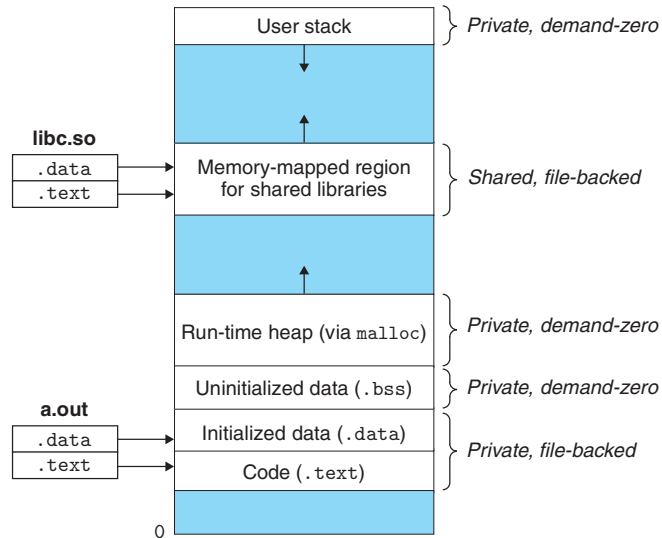 User stack
Private, demand-zero
libc.so
.data
.text
Memory-mapped region
for shared libraries
Shared, file-backed
Run-time heap (via malloc)
Private, demand-zero
Uninitialized data (.bss)
Private, demand-zero
a.out
.data
.text
Initialized data (.data)
Code (.text)
Private, file-backed
0